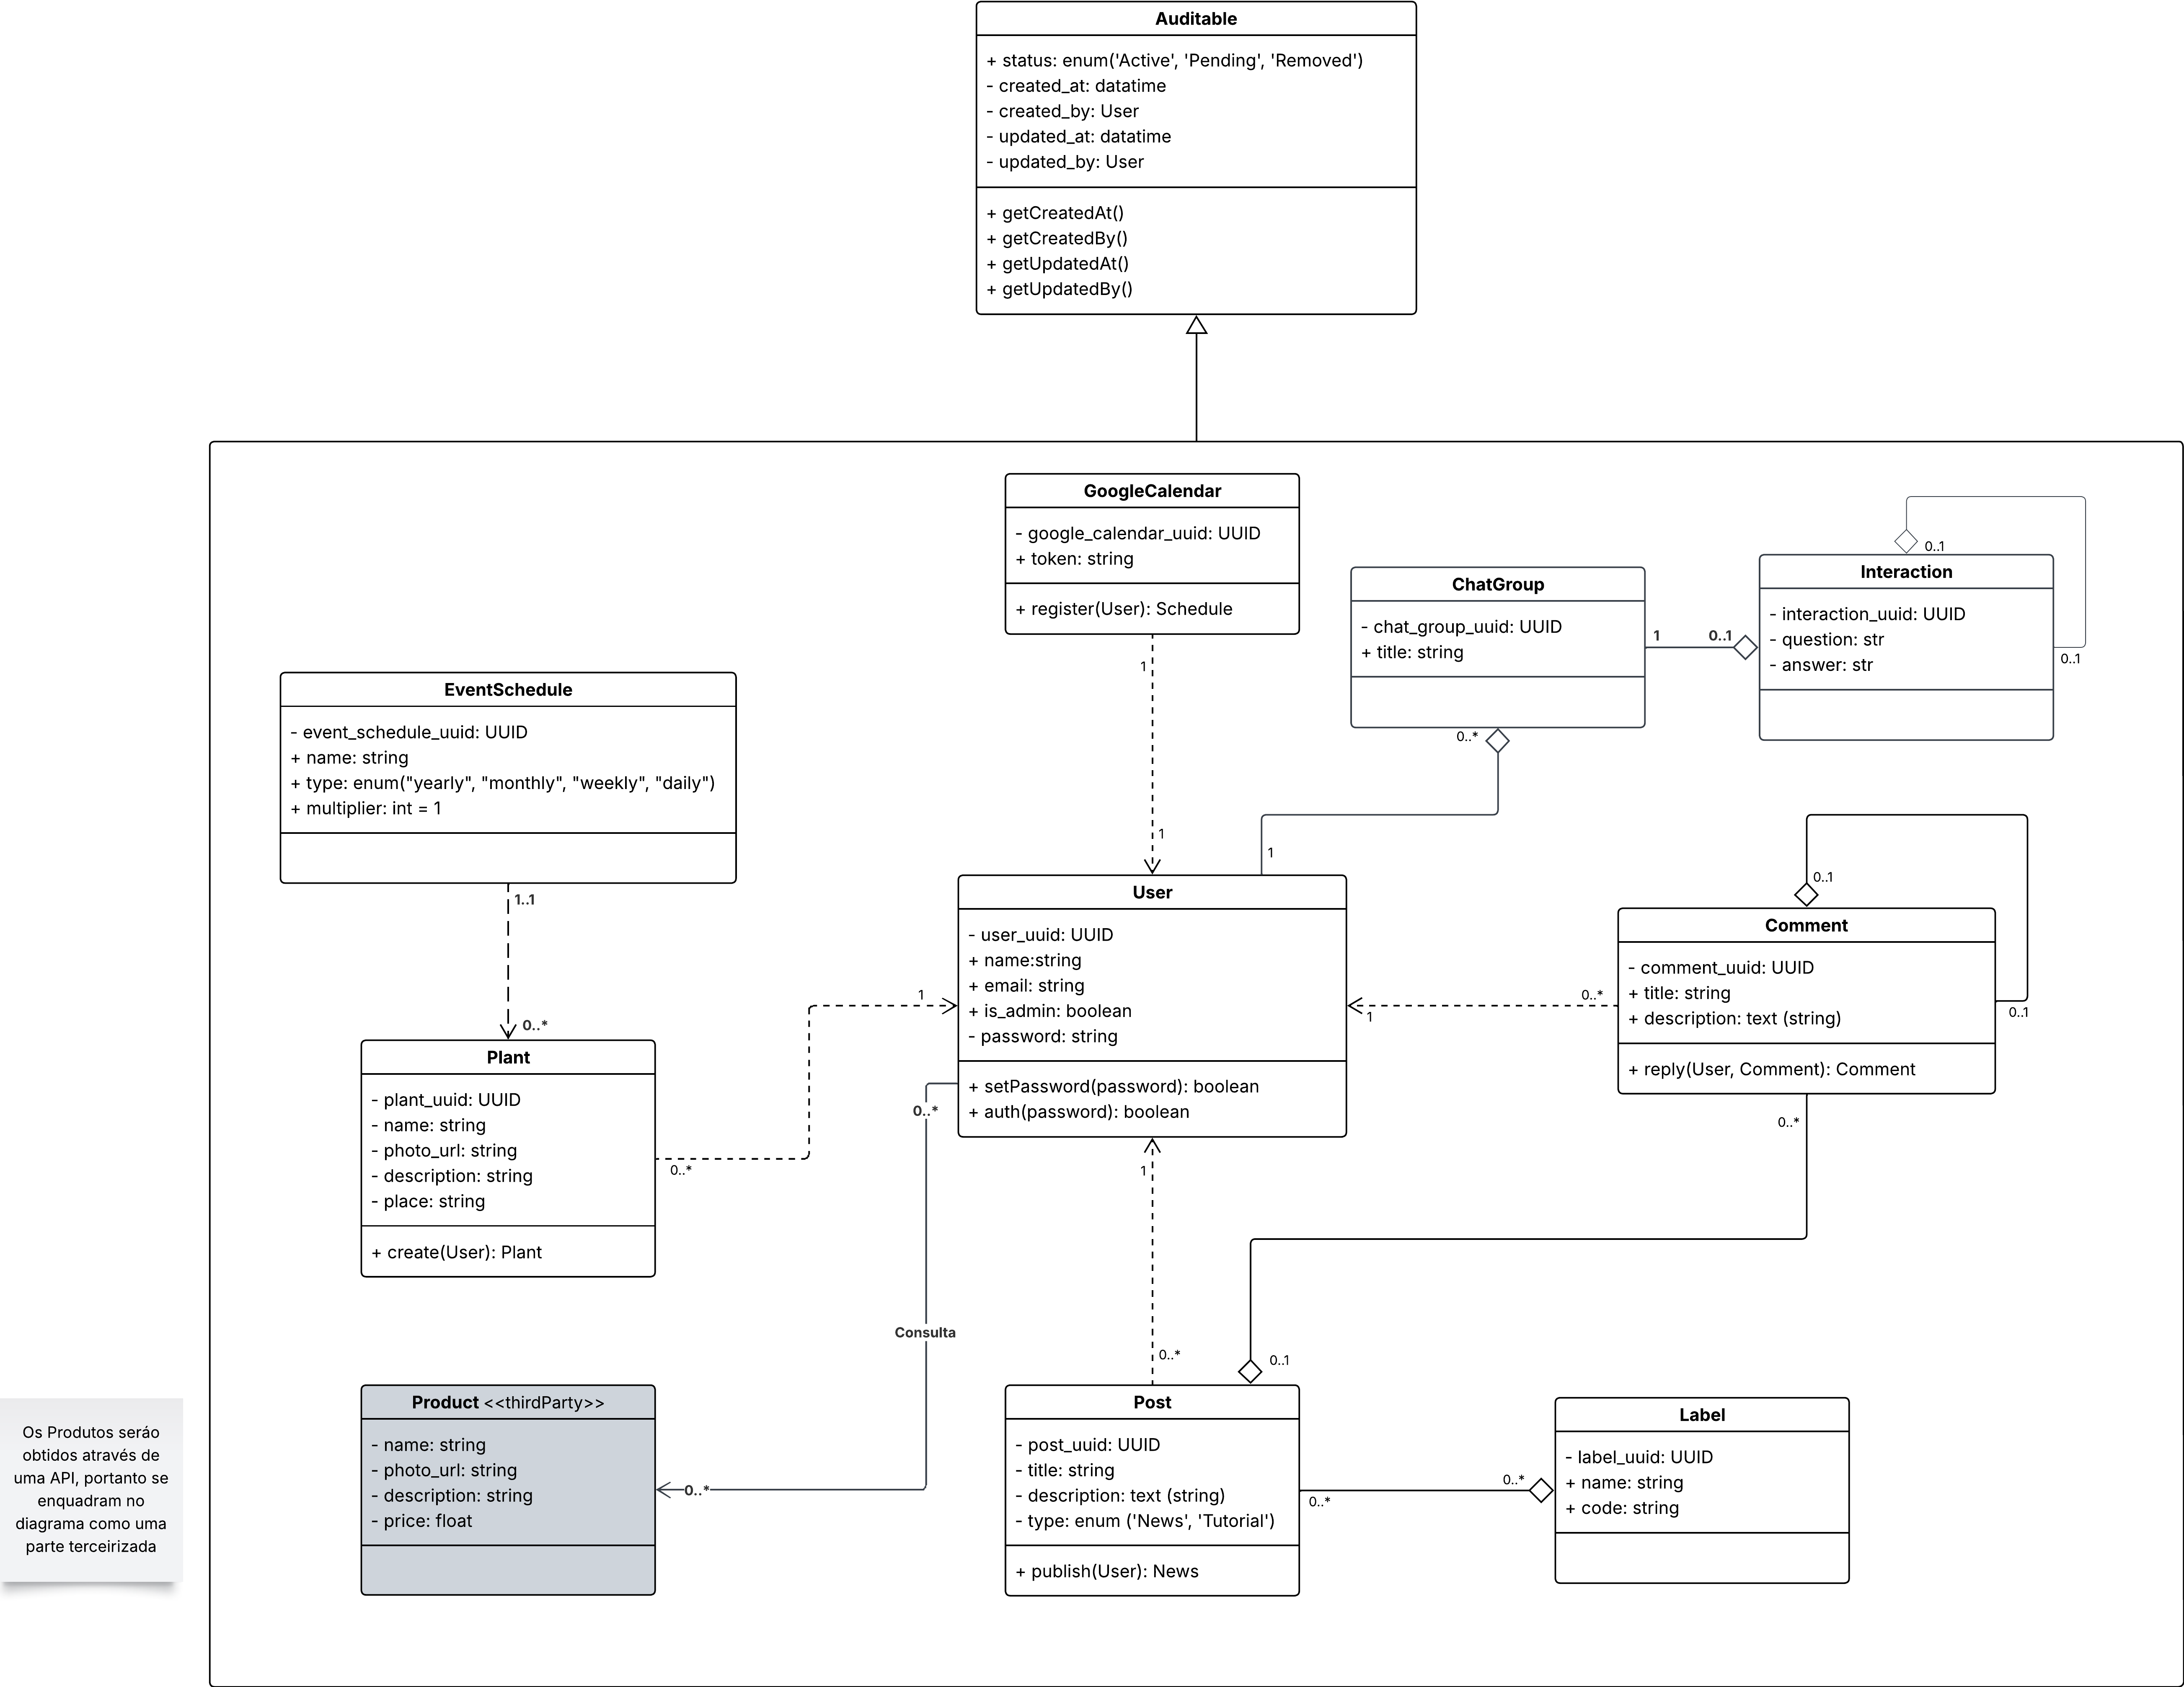 Auditable
+ status: enum('Active', 'Pending', 'Removed')
- created_at: datatime
- created_by: User
- updated_at: datatime
- updated_by: User
+ getCreatedAt()
+ getCreatedBy()
+ getUpdatedAt()
+ getUpdatedBy()
GoogleCalendar
- google_calendar_uuid: UUID
+ token: string
+ register(User): Schedule
1
1
ChatGroup
- chat_group_uuid: UUID
+ title: string
1
0..1
0..*
1
Interaction
- interaction_uuid: UUID
- question: str
- answer: str
0..1
0..1
EventSchedule
- event_schedule_uuid: UUID
+ name: string
+ type: enum("yearly", "monthly", "weekly", "daily")
+ multiplier: int = 1
1..1
0..*
User
- user_uuid: UUID
+ name:string
+ email: string
+ is_admin: boolean
- password: string
+ setPassword(password): boolean
+ auth(password): boolean
1
0..*
1
0..*
Comment
- comment_uuid: UUID
+ title: string
+ description: text (string)
+ reply(User, Comment): Comment
0..1
0..1
0..*
Plant
- plant_uuid: UUID
- name: string
- photo_url: string
- description: string
- place: string
+ create(User): Plant
0..*
Consulta
1
0..*
0..1
Os Produtos seráo
obtidos através de
uma API, portanto se
enquadram no
diagrama como uma
parte terceirizada
Product <<thirdParty>>
- name: string
- photo_url: string
- description: string
- price: float
0..*
Post
- post_uuid: UUID
- title: string
- description: text (string)
- type: enum ('News', 'Tutorial')
+ publish(User): News
0..*
0..*
Label
- label_uuid: UUID
+ name: string
+ code: string